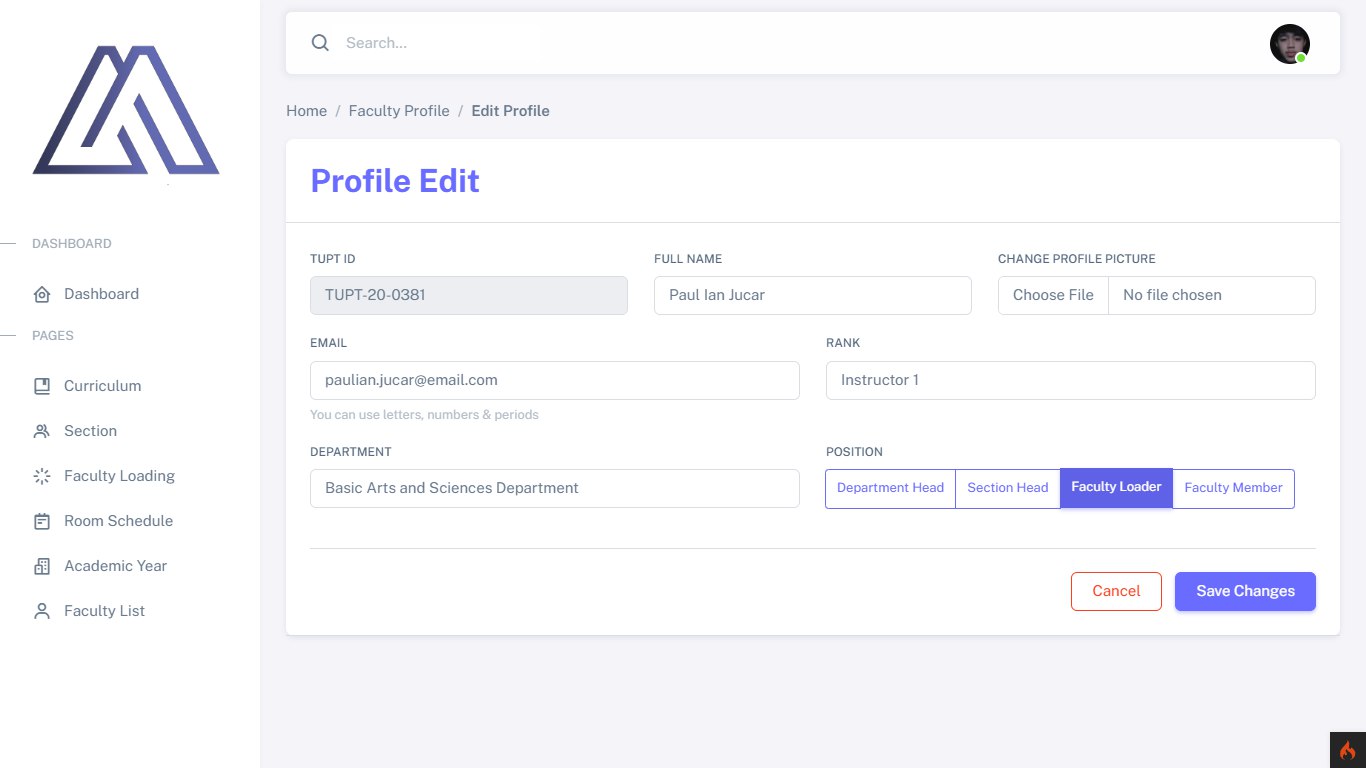 Search...
Home / Faculty Profile / Edit Profile
Profile Edit
DASHBOARD
Dashboard
PAGES
Curriculum
Section
Faculty Loading
Room Schedule
Academic Year
Faculty List
TUPT ID
TUPT-20-0381
FULL NAME
Paul Ian Jucar
CHANGE PROFILE PICTURE
Choose File No file chosen
EMAIL
paulian.jucar@email.com
You can use letters, numbers & periods
RANK
Instructor 1
DEPARTMENT
Basic Arts and Sciences Department
POSITION
Department Head Section Head Faculty Loader Faculty Member
Cancel Save Changes